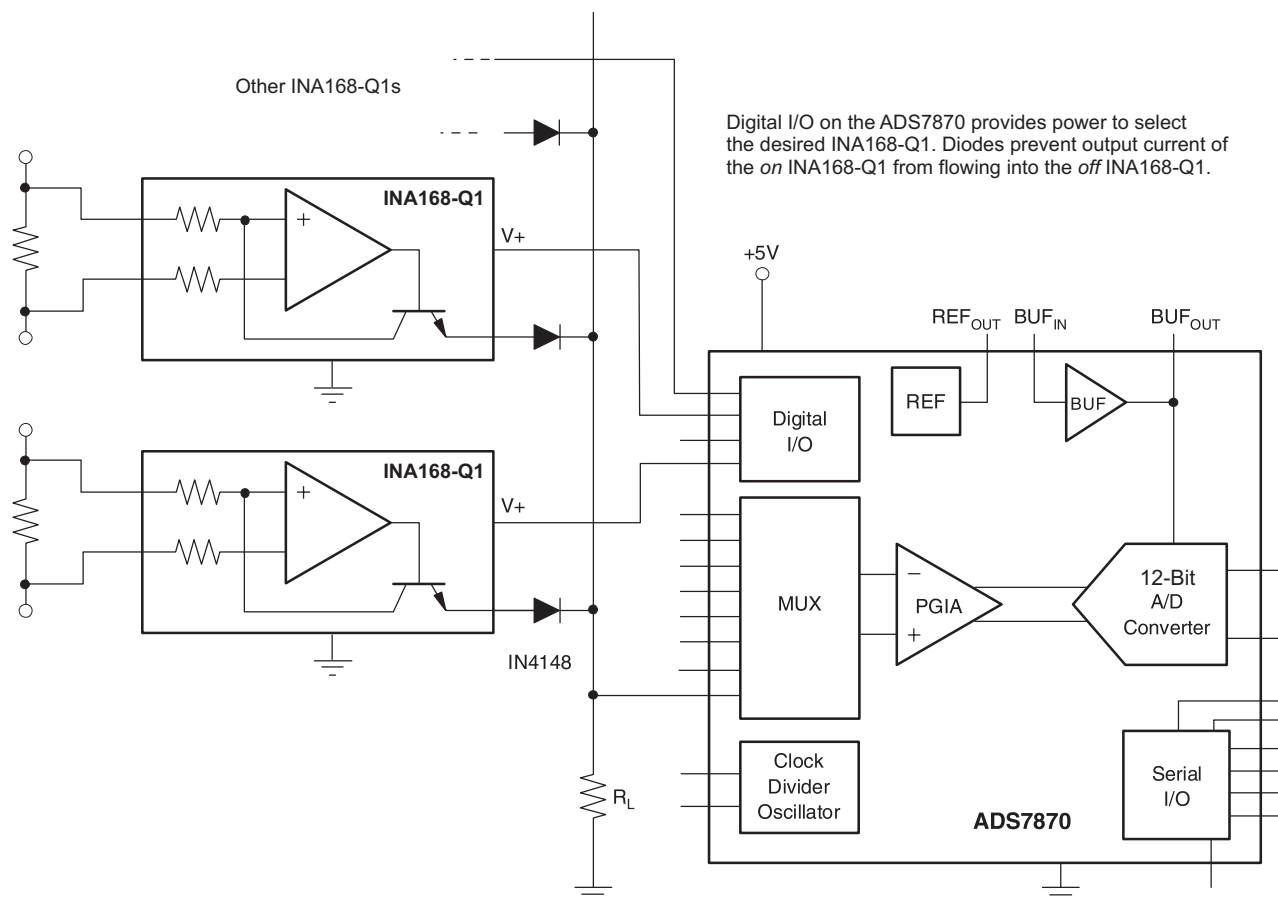 Other INA168-Q1s
Digital I/O on the ADS7870 provides power to select
the desired INA168-Q1. Diodes prevent output current of
the on INA168-Q1 from flowing into the off INA168-Q1.
INA168-Q1
+
V+
+5V
REFOUT
BUFIN
BUFOUT
REF
BUF
Digital
I/O
INA168-Q1
+
V+
MUX
−
PGIA
+
12-Bit
A/D
Converter
IN4148
Clock
Divider
Oscillator
RL
Serial
I/O
ADS7870